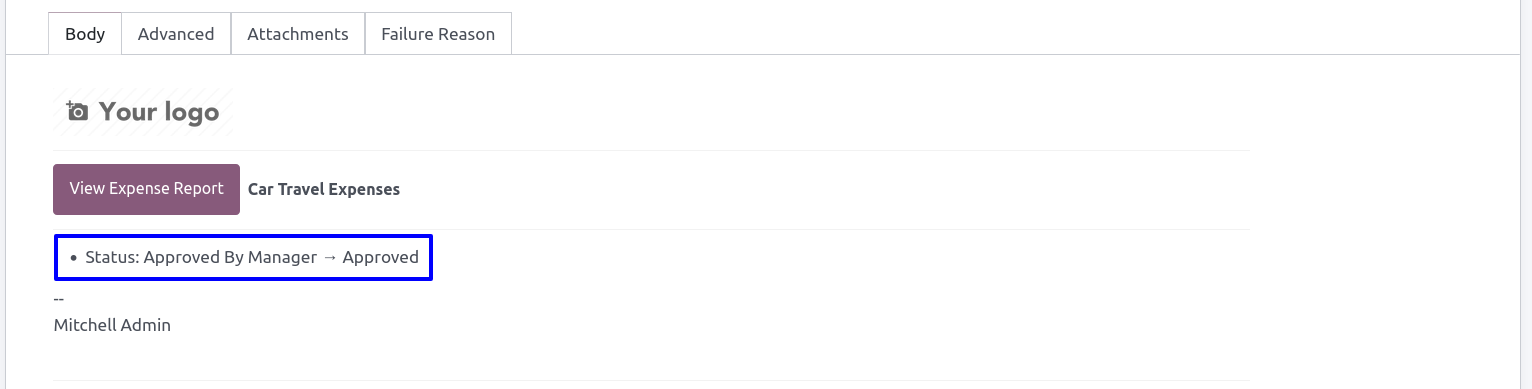 Body Advanced Attachments Failure Reason
Your logo
View Expense Report Car Travel Expenses
• Status: Approved By Manager → Approved
--
Mitchell Admin